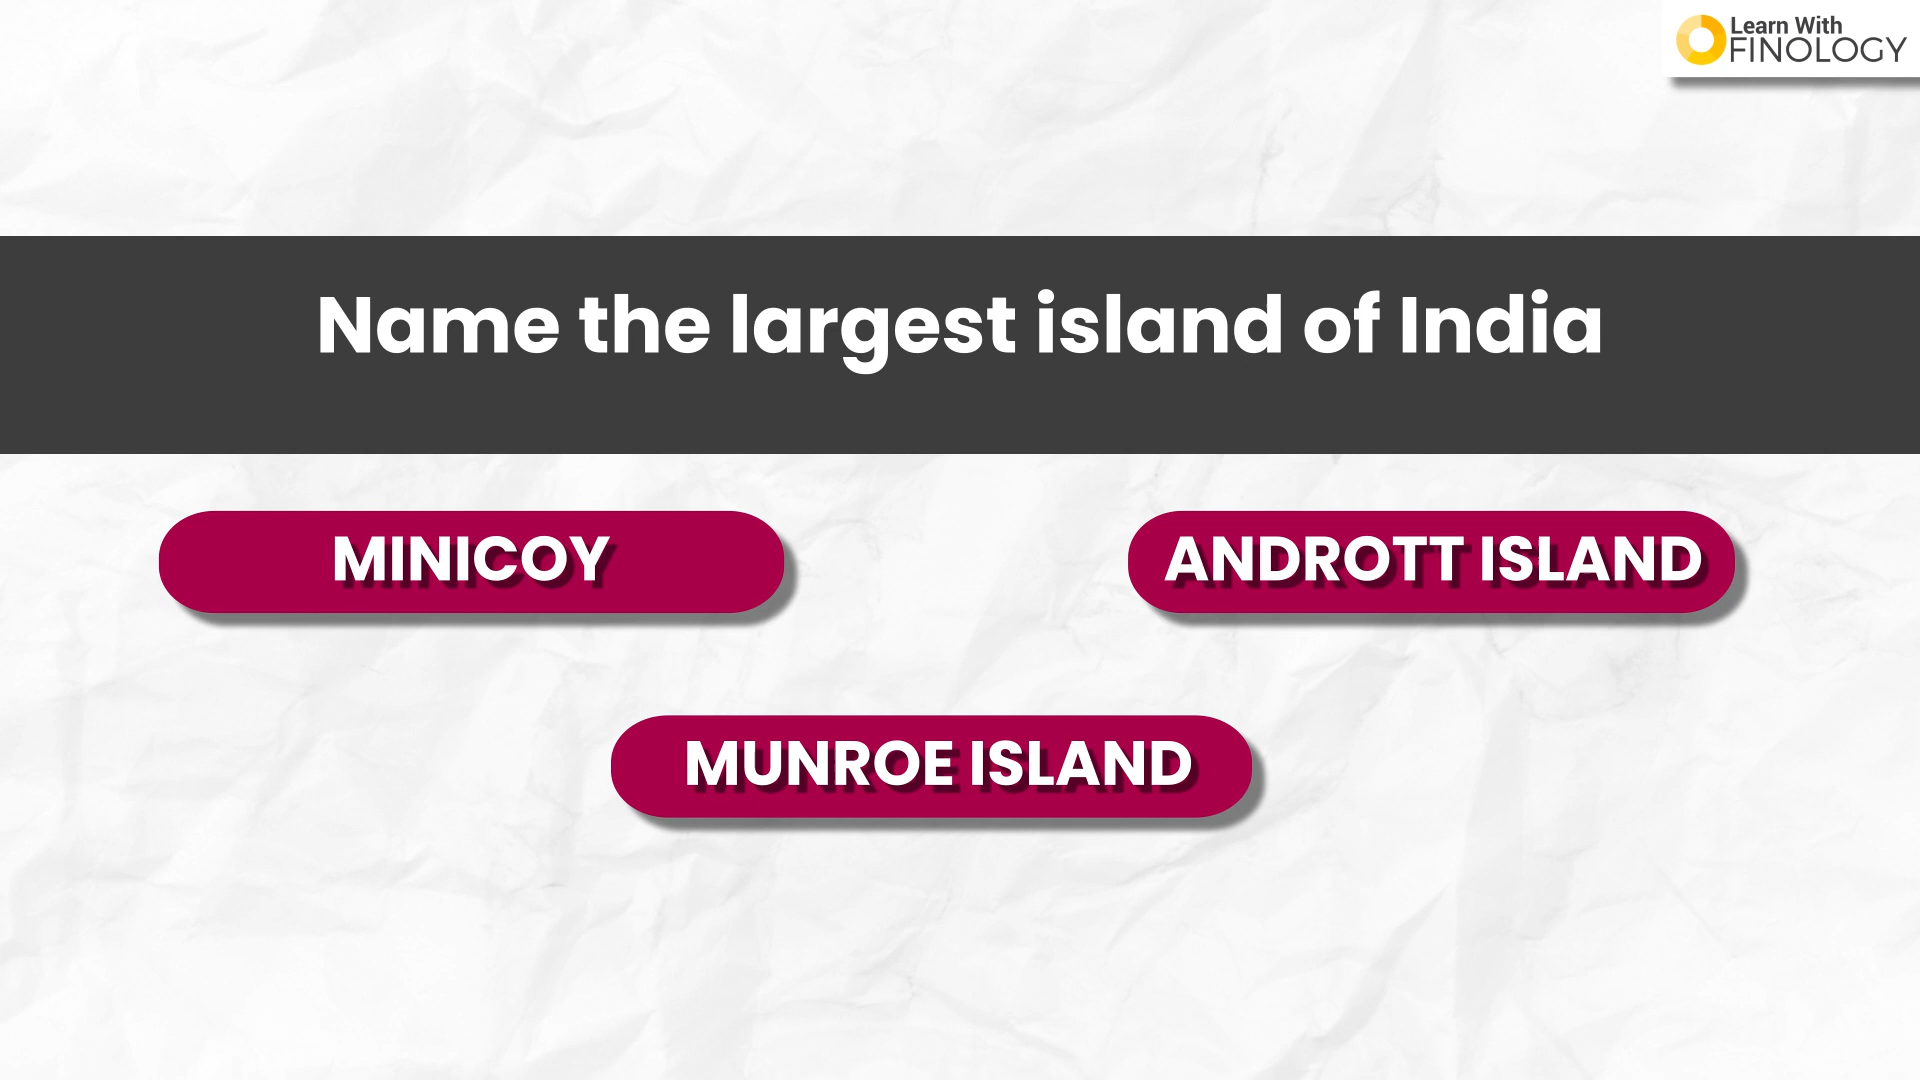 Learn With
FINOLOGY
Name the largest island of India
MINICOY
ANDROTT ISLAND
MUNROE ISLAND